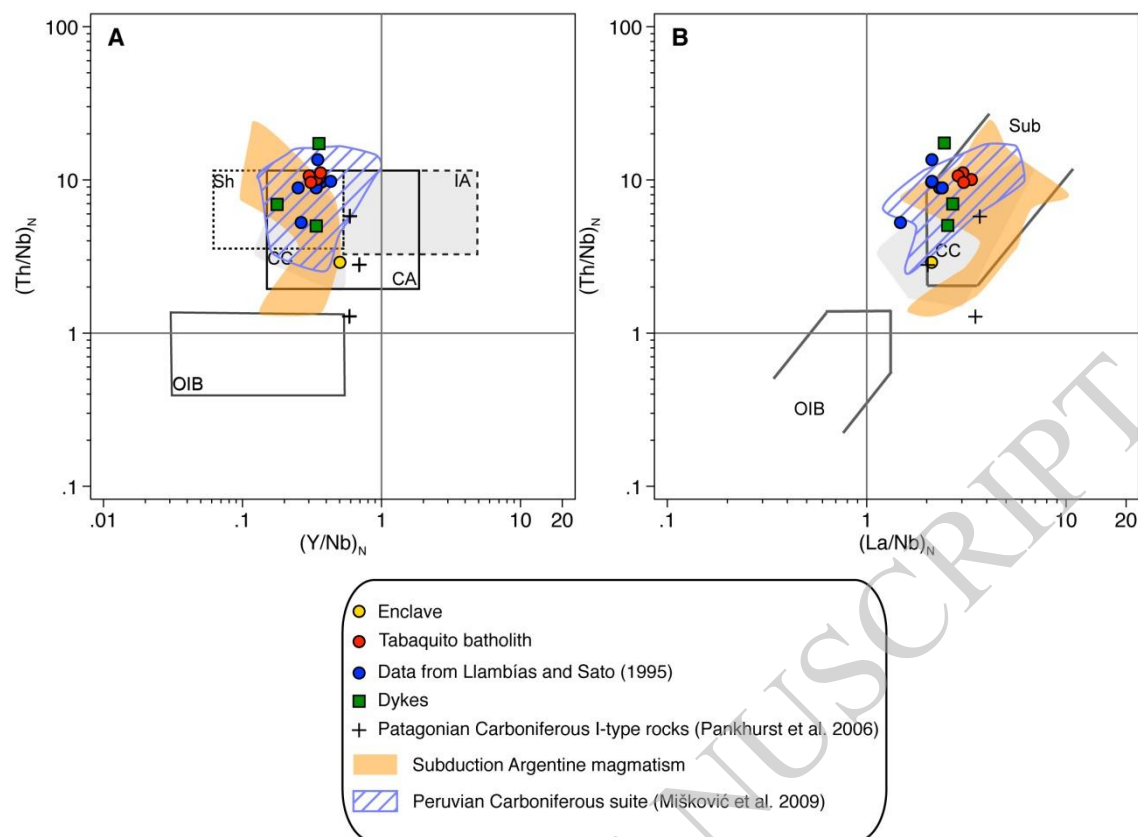 A
100
10
1
.1
(Th/Nb)N
Sh
IA
CC
CA
OIB
.01
.1
1
10
20
(Y/Nb)N
B
100
10
1
.1
(Th/Nb)N
Sub
CC
OIB
.1
1
10
20
(La/Nb)N
Enclave
Tabaquito batholith
Data from Llambías and Sato (1995)
Dykes
Patagonian Carboniferous I-type rocks (Pankhurst et al. 2006)
Subduction Argentine magmatism
Peruvian Carboniferous suite (Mišković et al. 2009)
NUSCRIPT